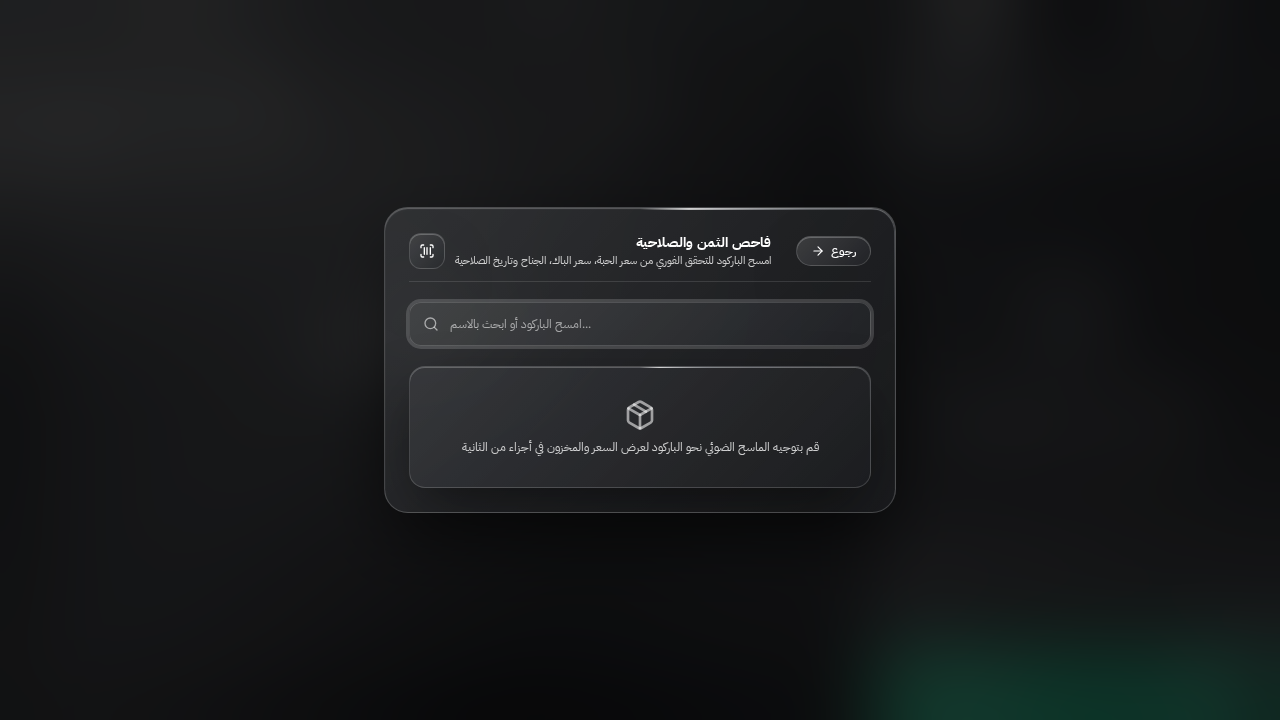 رجوع
فاحص الثمن والصلاحية
امسح الباركود للتحقق الفوري من سعر الحبة، سعر الباك، الجناح وتاريخ الصلاحية
امسح الباركود أو ابحث بالاسم...
قم بتوجيه الماسح الضوئي نحو الباركود لعرض السعر والمخزون في أجزاء من الثانية